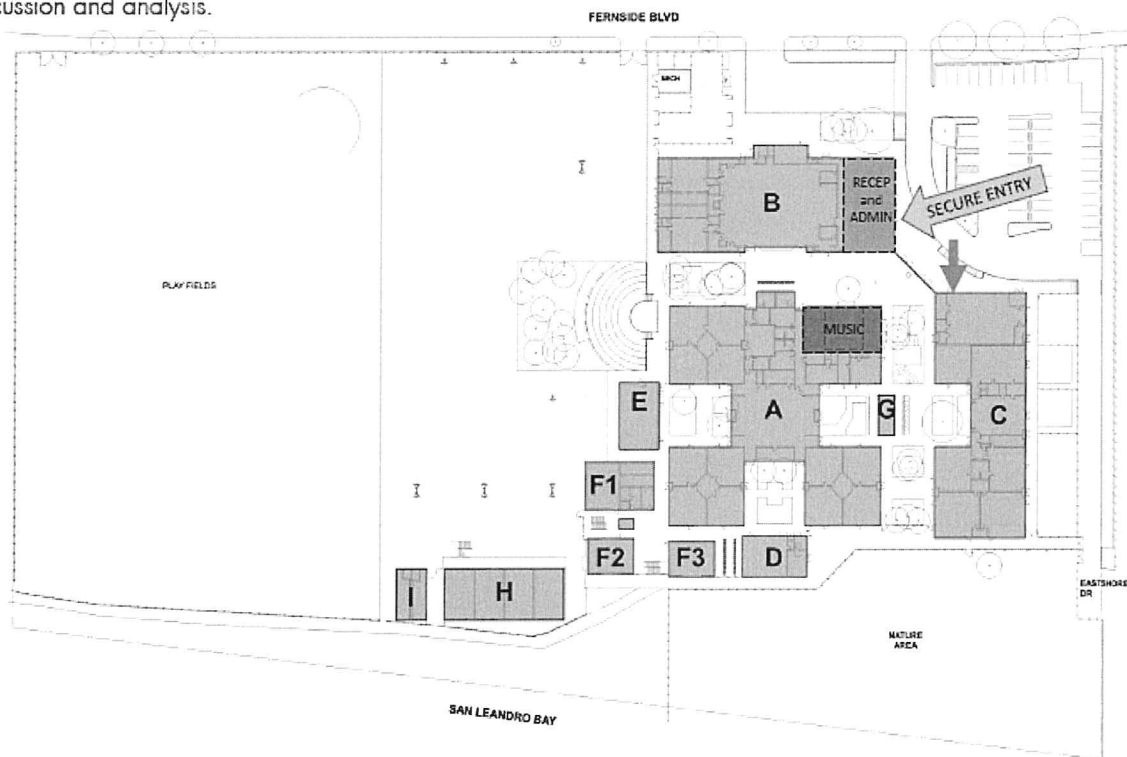 cussion and analysis.
FERNSIDE BLVD
MECH
B
RECEP
and
ADMIN
SECURE ENTRY
PLAY FIELDS
MUSIC
E
A
G
C
F1
F2
F3
D
I
H
EASTSHORE
DR
NATURE
AREA
SAN LEANDRO BAY